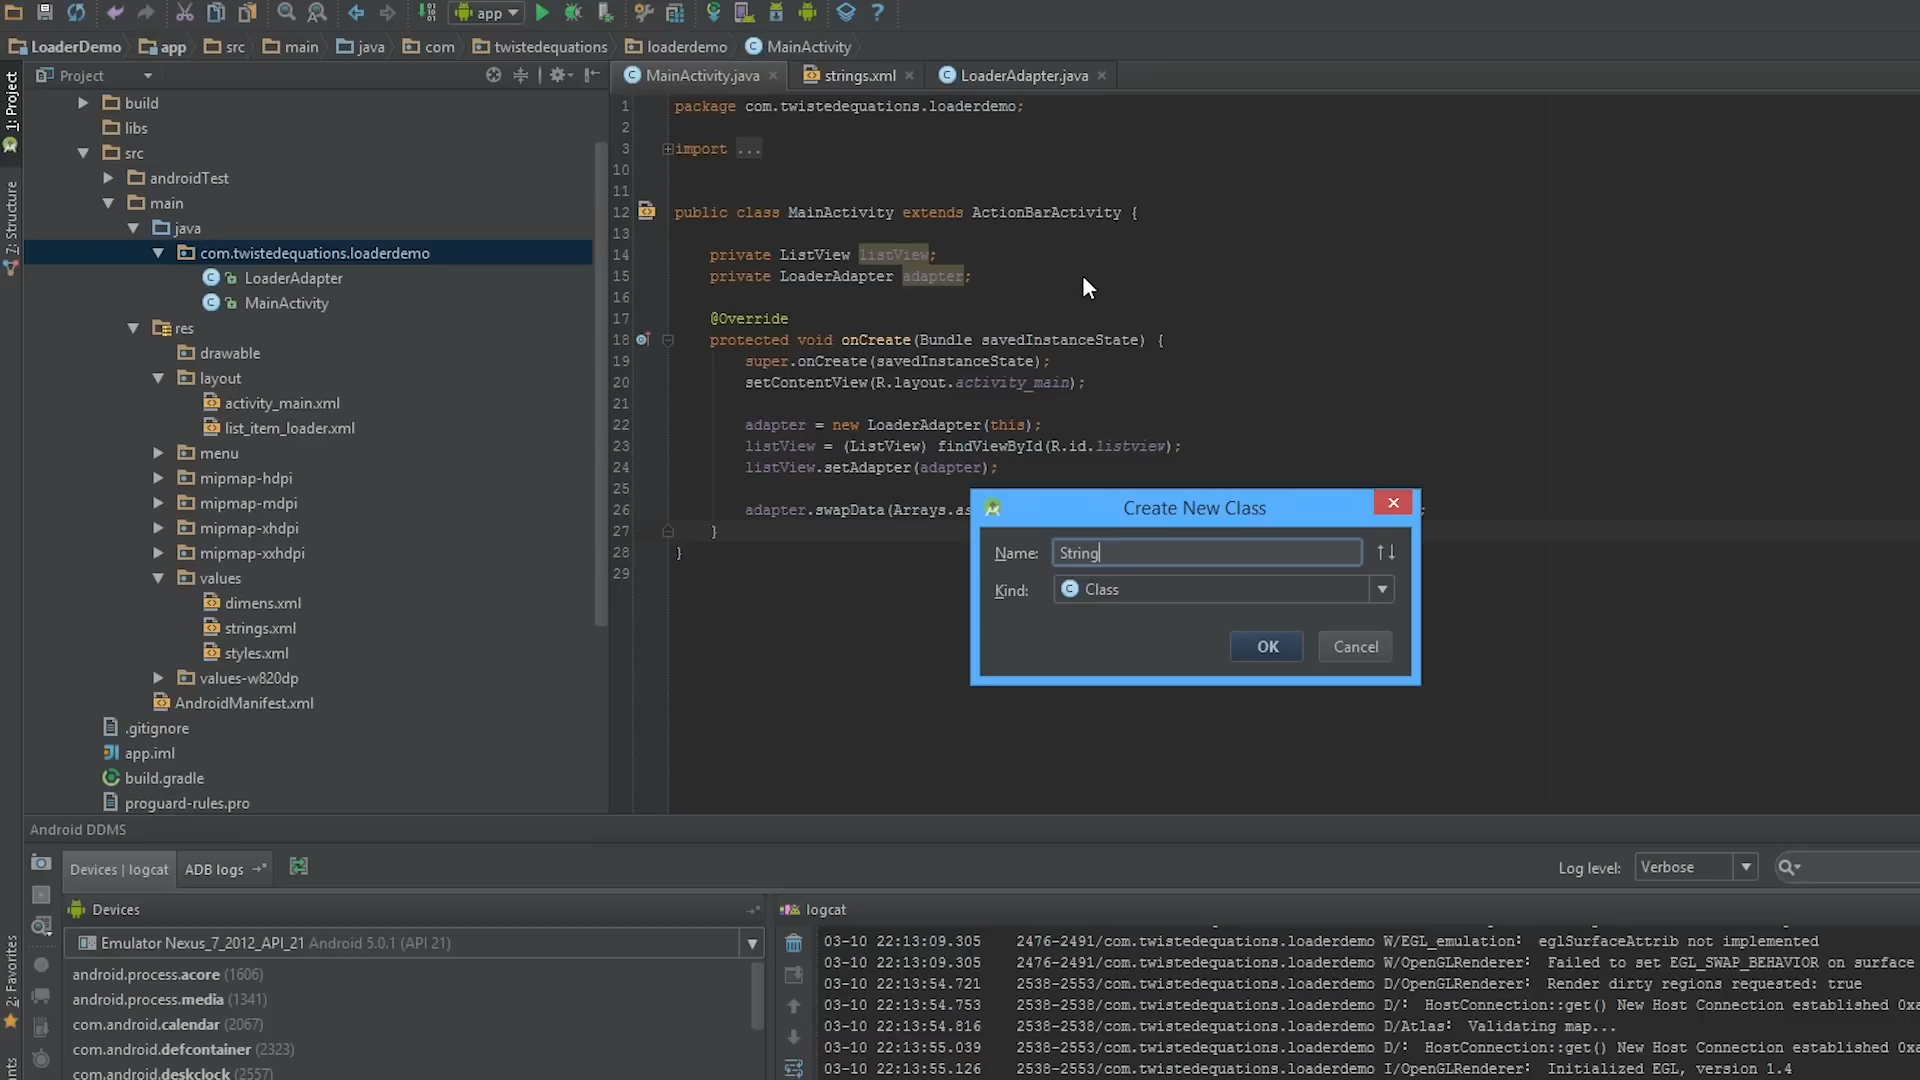 app
LoaderDemo app src main java com twistedequations loaderdemo MainActivity
1: Project
7: Structure
2: Favorites
Project
build
libs
src
androidTest
main
java
com.twistedequations.loaderdemo
LoaderAdapter
MainActivity
res
drawable
layout
activity_main.xml
list_item_loader.xml
menu
mipmap-hdpi
mipmap-mdpi
mipmap-xhdpi
mipmap-xxhdpi
values
dimens.xml
strings.xml
styles.xml
values-w820dp
AndroidManifest.xml
.gitignore
app.iml
build.gradle
proguard-rules.pro
MainActivity.java strings.xml LoaderAdapter.java
1 package com.twistedequations.loaderdemo;
2
3 import ...
10
11
12 public class MainActivity extends ActionBarActivity {
13
14 private ListView listView;
15 private LoaderAdapter adapter;
16
17 @Override
18 protected void onCreate(Bundle savedInstanceState) {
19 super.onCreate(savedInstanceState);
20 setContentView(R.layout.activity_main);
21
22 adapter = new LoaderAdapter(this);
23 listView = (ListView) findViewById(R.id.listview);
24 listView.setAdapter(adapter);
25
26 adapter.swapData(Arrays.as ;
27 }
28 }
29
Create New Class
Name: String
Kind: Class
OK Cancel
Android DDMS
Devices | logcat ADB logs
Log level: Verbose
Devices
Emulator Nexus_7_2012_API_21 Android 5.0.1 (API 21)
android.process.acore (1606)
android.process.media (1341)
com.android.calendar (2067)
com.android.defcontainer (2323)
com.android.deskclock (2557)
logcat
03-10 22:13:09.305 2476-2491/com.twistedequations.loaderdemo W/EGL_emulation: eglSurfaceAttrib not implemented
03-10 22:13:09.305 2476-2491/com.twistedequations.loaderdemo W/OpenGLRenderer: Failed to set EGL_SWAP_BEHAVIOR on surface
03-10 22:13:54.721 2538-2553/com.twistedequations.loaderdemo D/OpenGLRenderer: Render dirty regions requested: true
03-10 22:13:54.753 2538-2538/com.twistedequations.loaderdemo D/: HostConnection::get() New Host Connection established 0xa
03-10 22:13:54.816 2538-2538/com.twistedequations.loaderdemo D/Atlas: Validating map...
03-10 22:13:55.039 2538-2553/com.twistedequations.loaderdemo D/: HostConnection::get() New Host Connection established 0xa
03-10 22:13:55.126 2538-2553/com.twistedequations.loaderdemo I/OpenGLRenderer: Initialized EGL, version 1.4